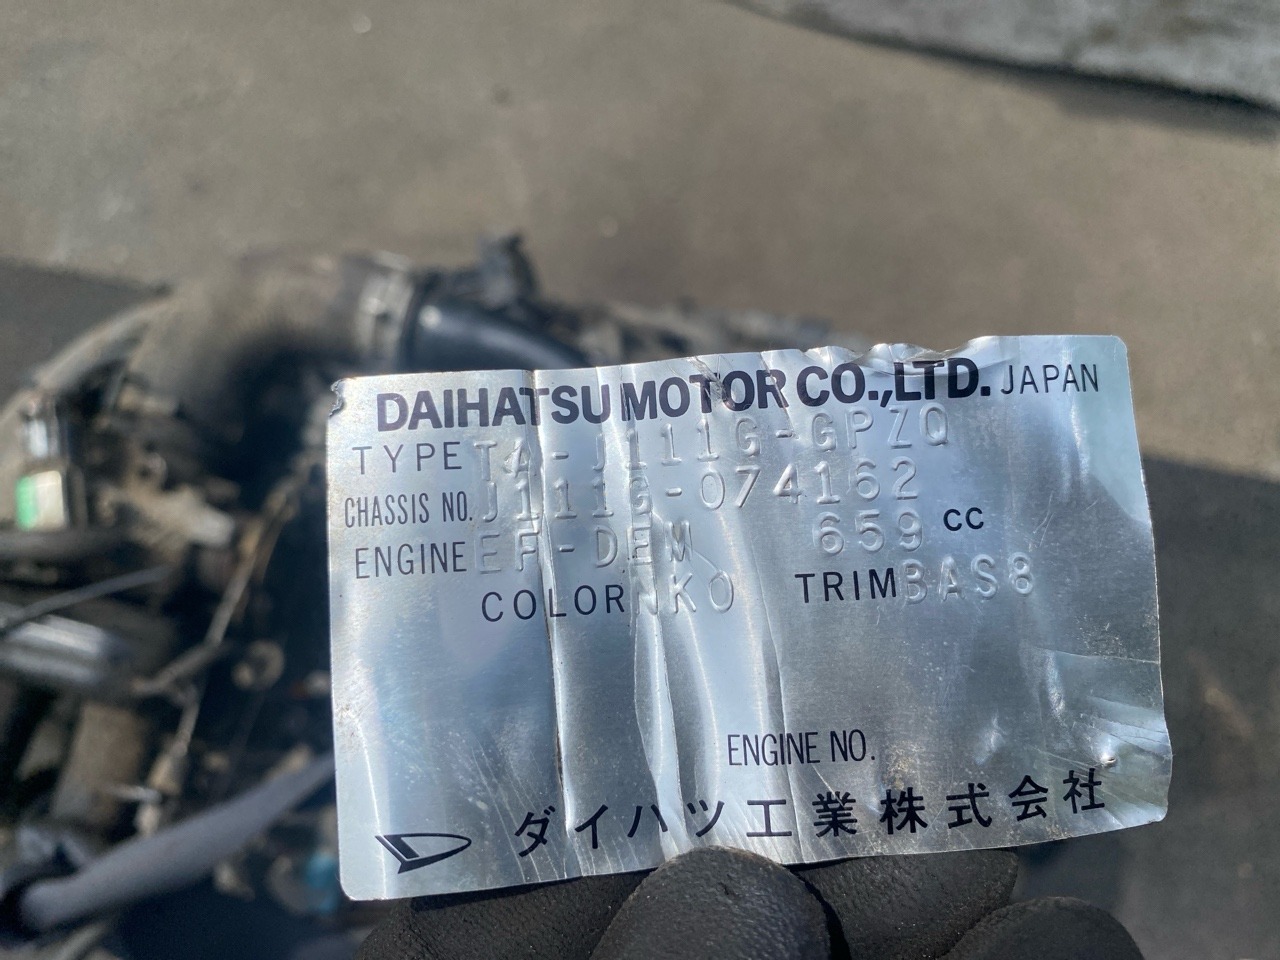 DAIHATSU MOTOR CO.,LTD. JAPAN
TYPE TA-J111G-GPZQ
CHASSIS NO. J111G-074162
ENGINE EF-DEM 659 CC
COLOR NK0 TRIM BAS8
ENGINE NO.
ダイハツ工業株式会社